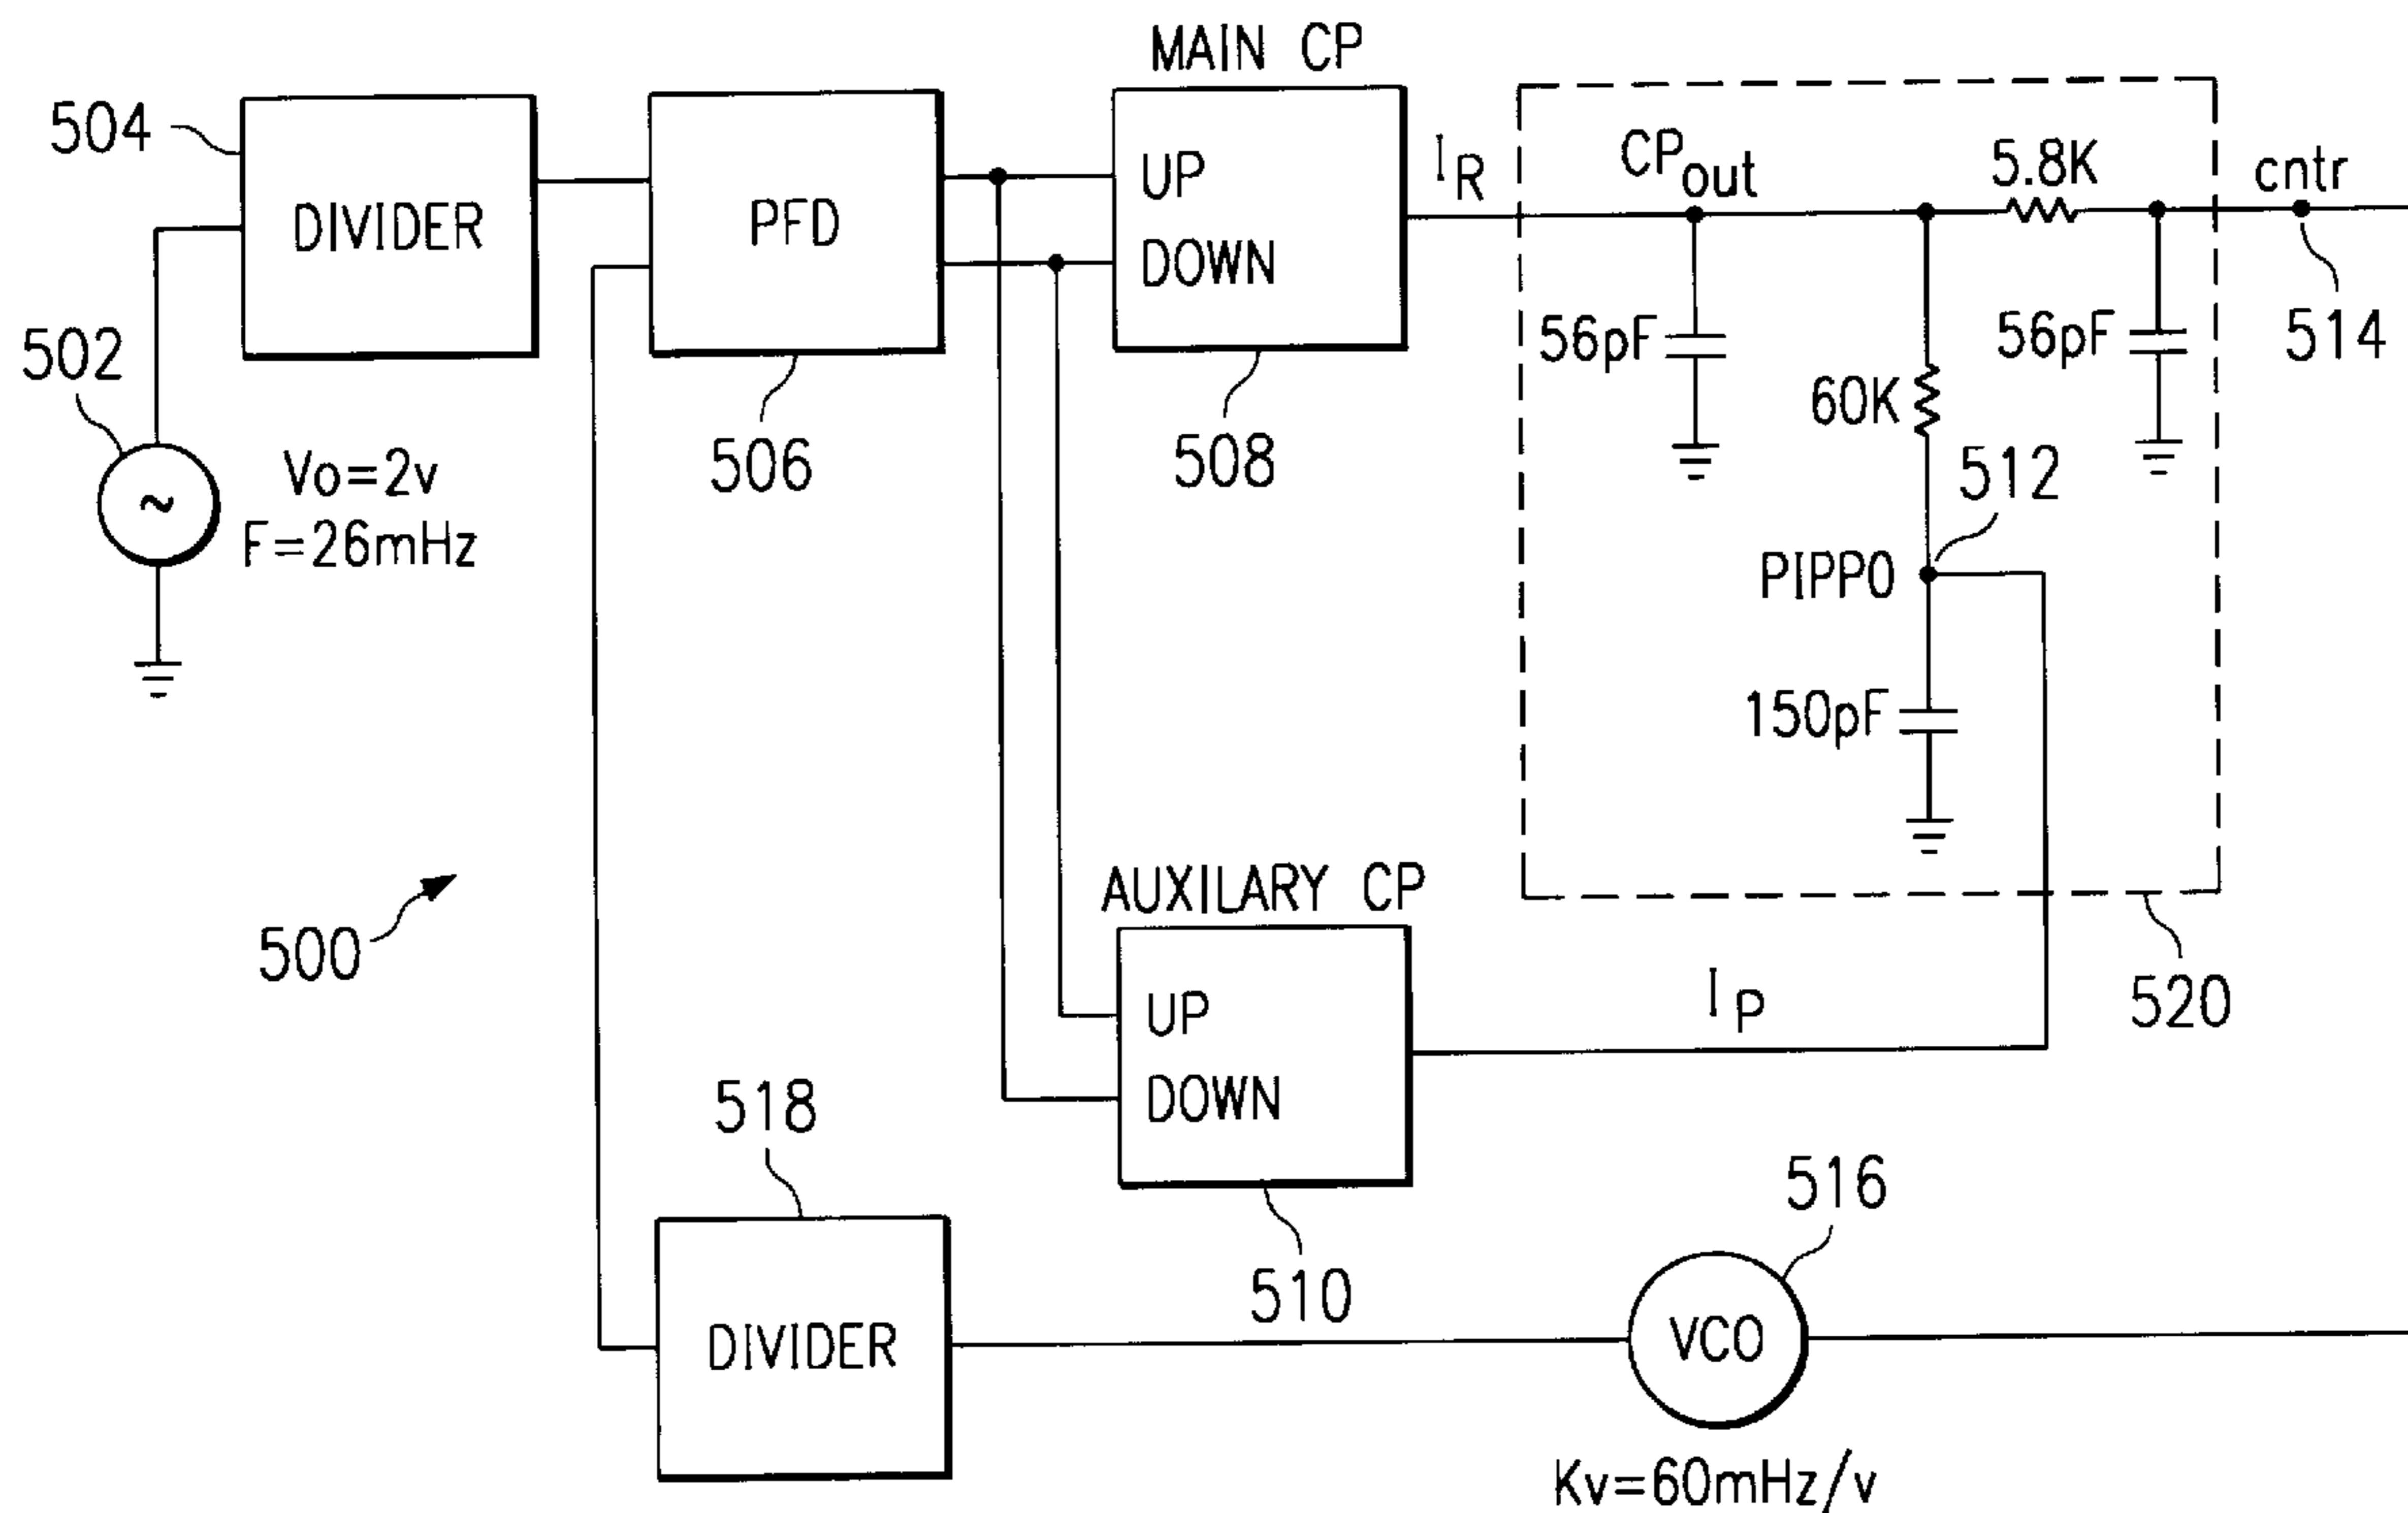 MAIN CP
504
DIVIDER
PFD
UP
DOWN
I_R
CP_out
5.8K
cntr
56pF
56pF
514
502
Vo=2v
F=26mHz
506
508
60K
512
PIPPO
150pF
500
AUXILARY CP
UP
DOWN
I_P
520
518
510
516
DIVIDER
VCO
Kv=60mHz/v
~